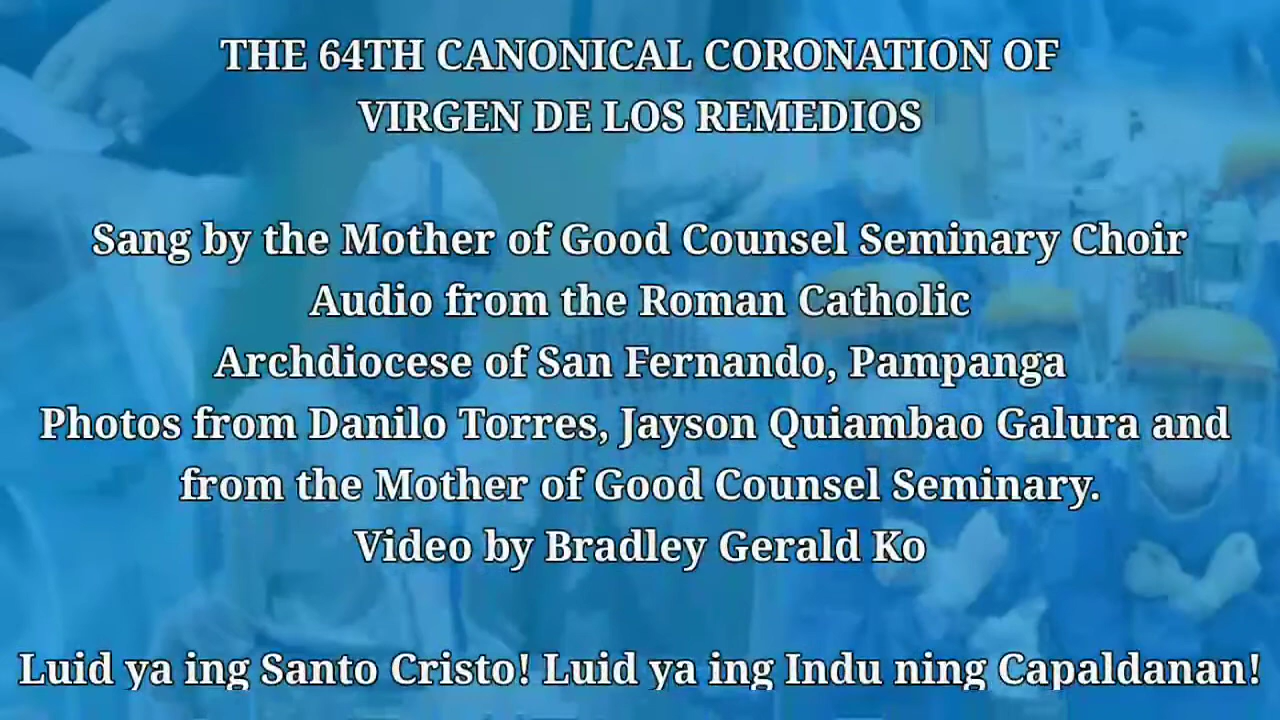 THE 64TH CANONICAL CORONATION OF
VIRGEN DE LOS REMEDIOS
Sang by the Mother of Good Counsel Seminary Choir
Audio from the Roman Catholic
Archdiocese of San Fernando, Pampanga
Photos from Danilo Torres, Jayson Quiambao Galura and
from the Mother of Good Counsel Seminary.
Video by Bradley Gerald Ko
Luid ya ing Santo Cristo! Luid ya ing Indu ning Capaldanan!